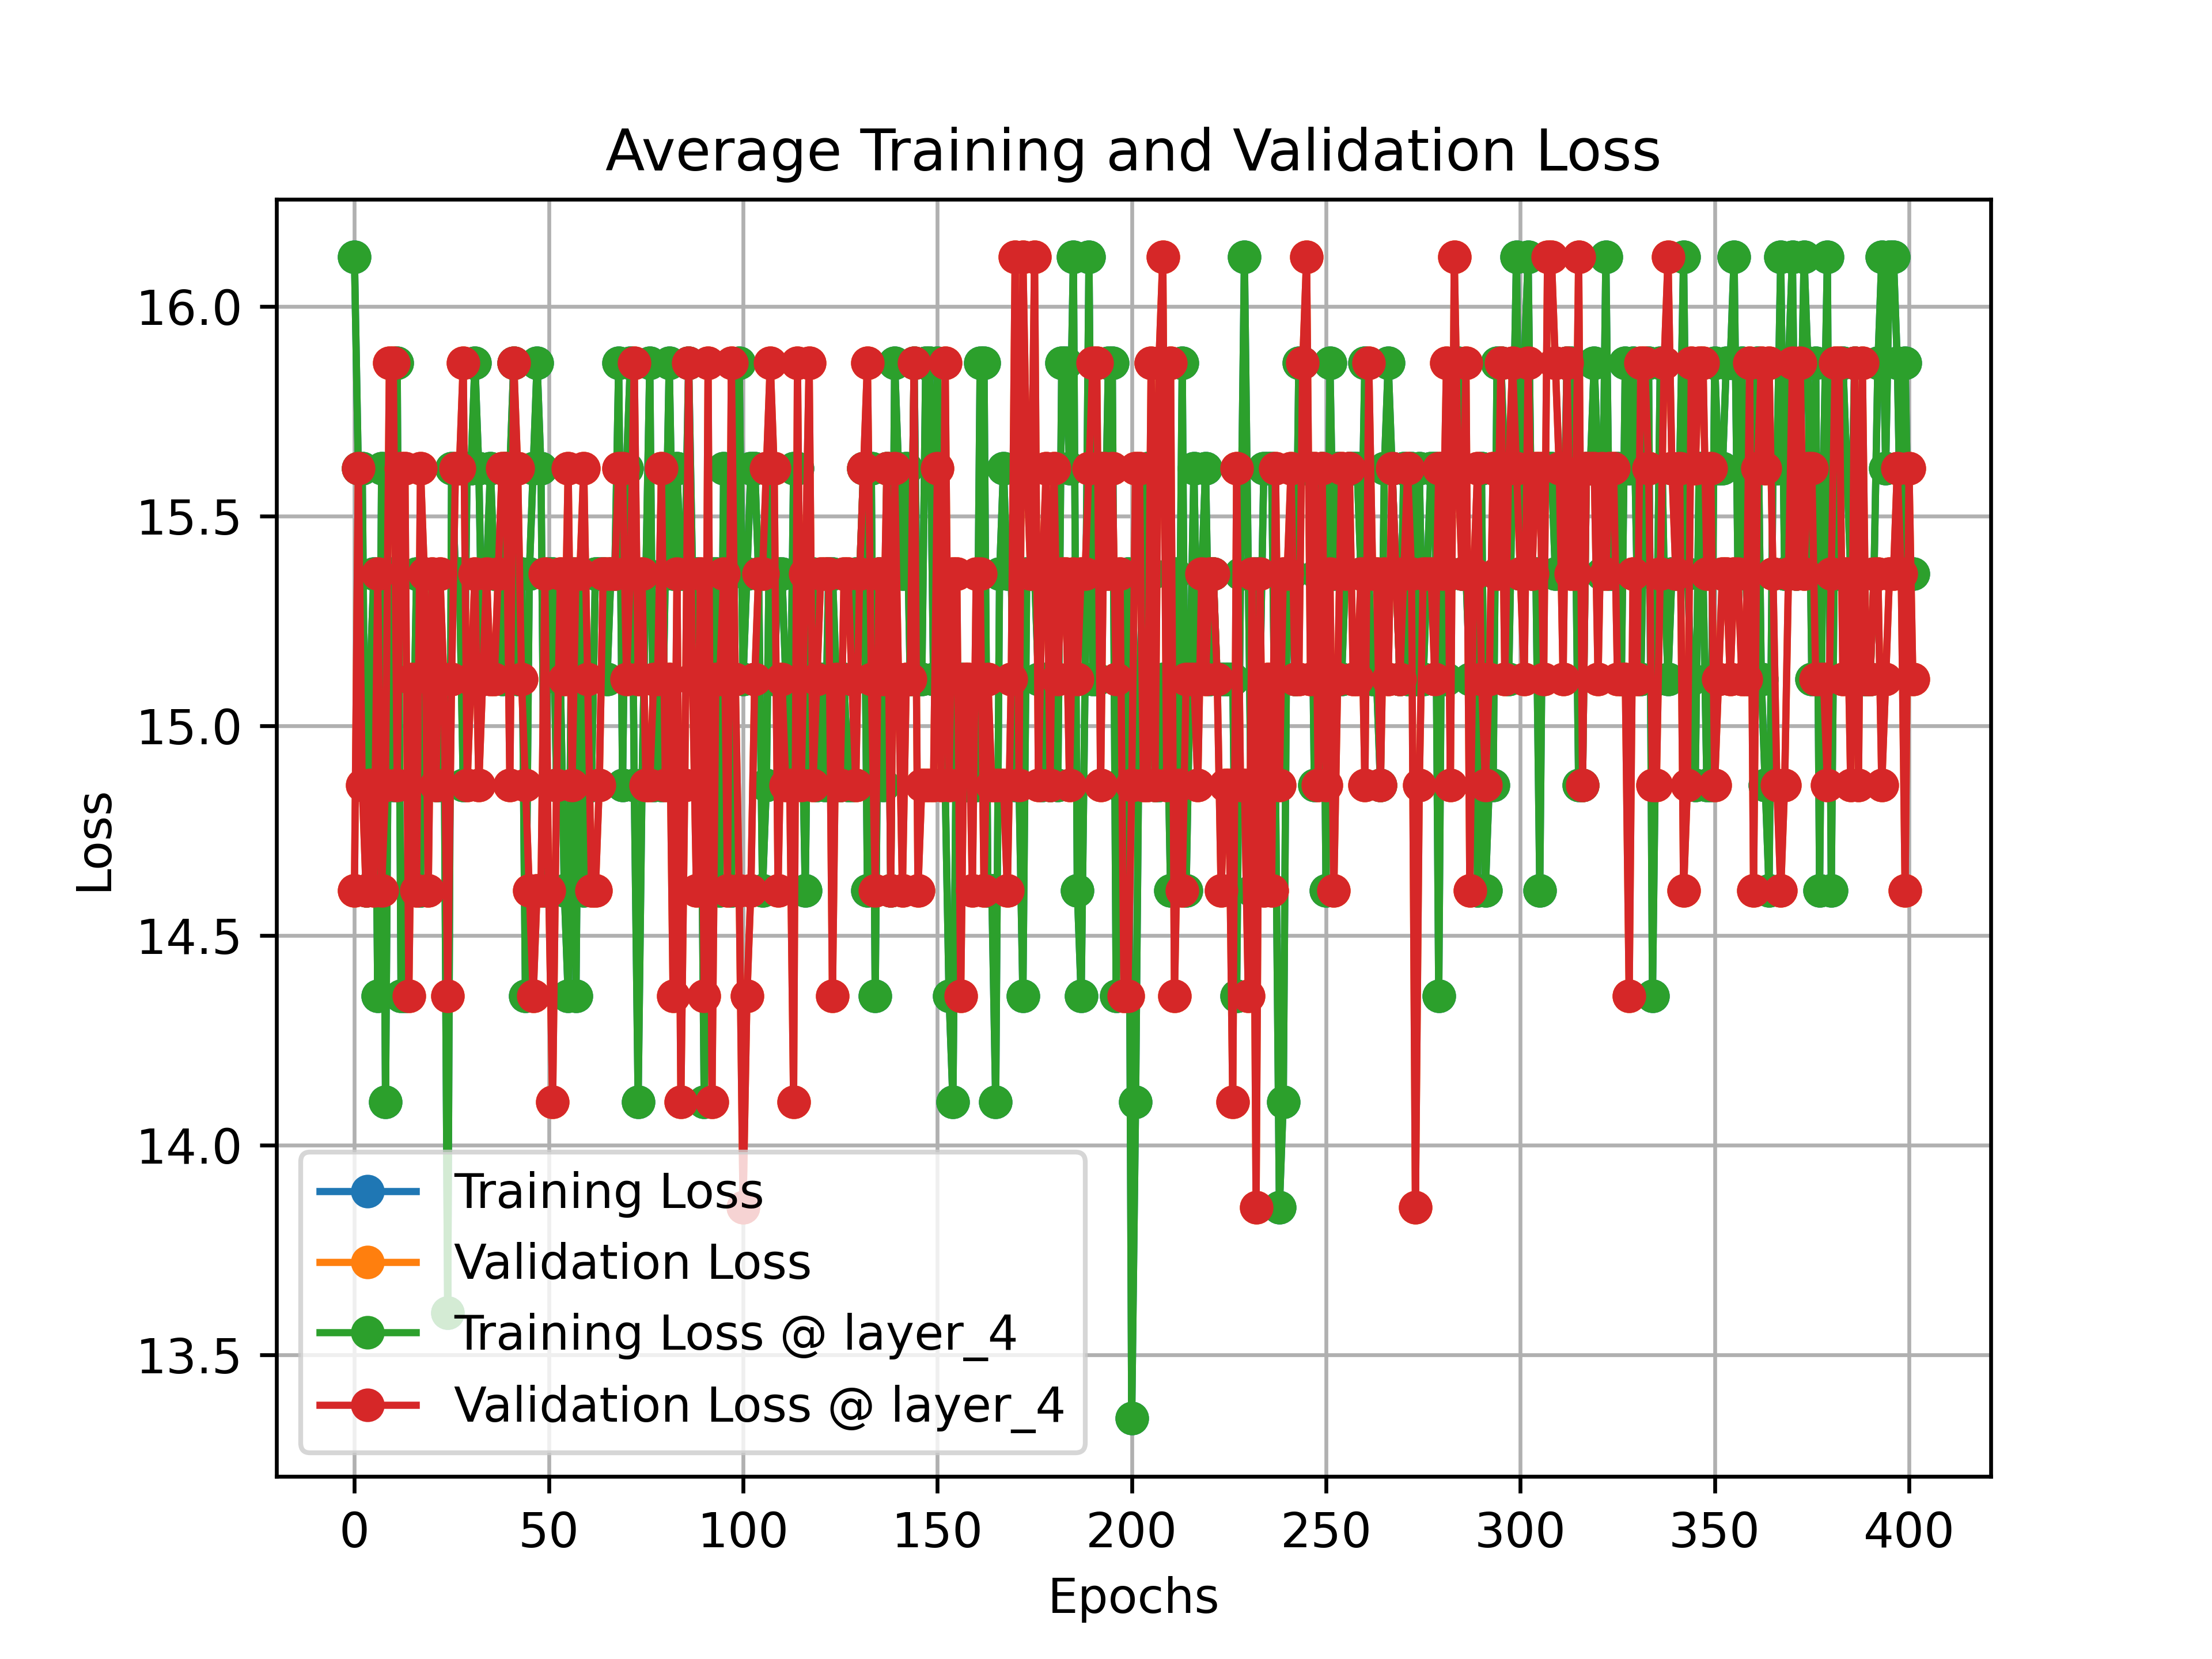 Average Training and Validation Loss
16.0
15.5
15.0
14.5
14.0
13.5
Loss
Training Loss
Validation Loss
Training Loss @ layer_4
Validation Loss @ layer_4
0 50 100 150 200 250 300 350 400
Epochs